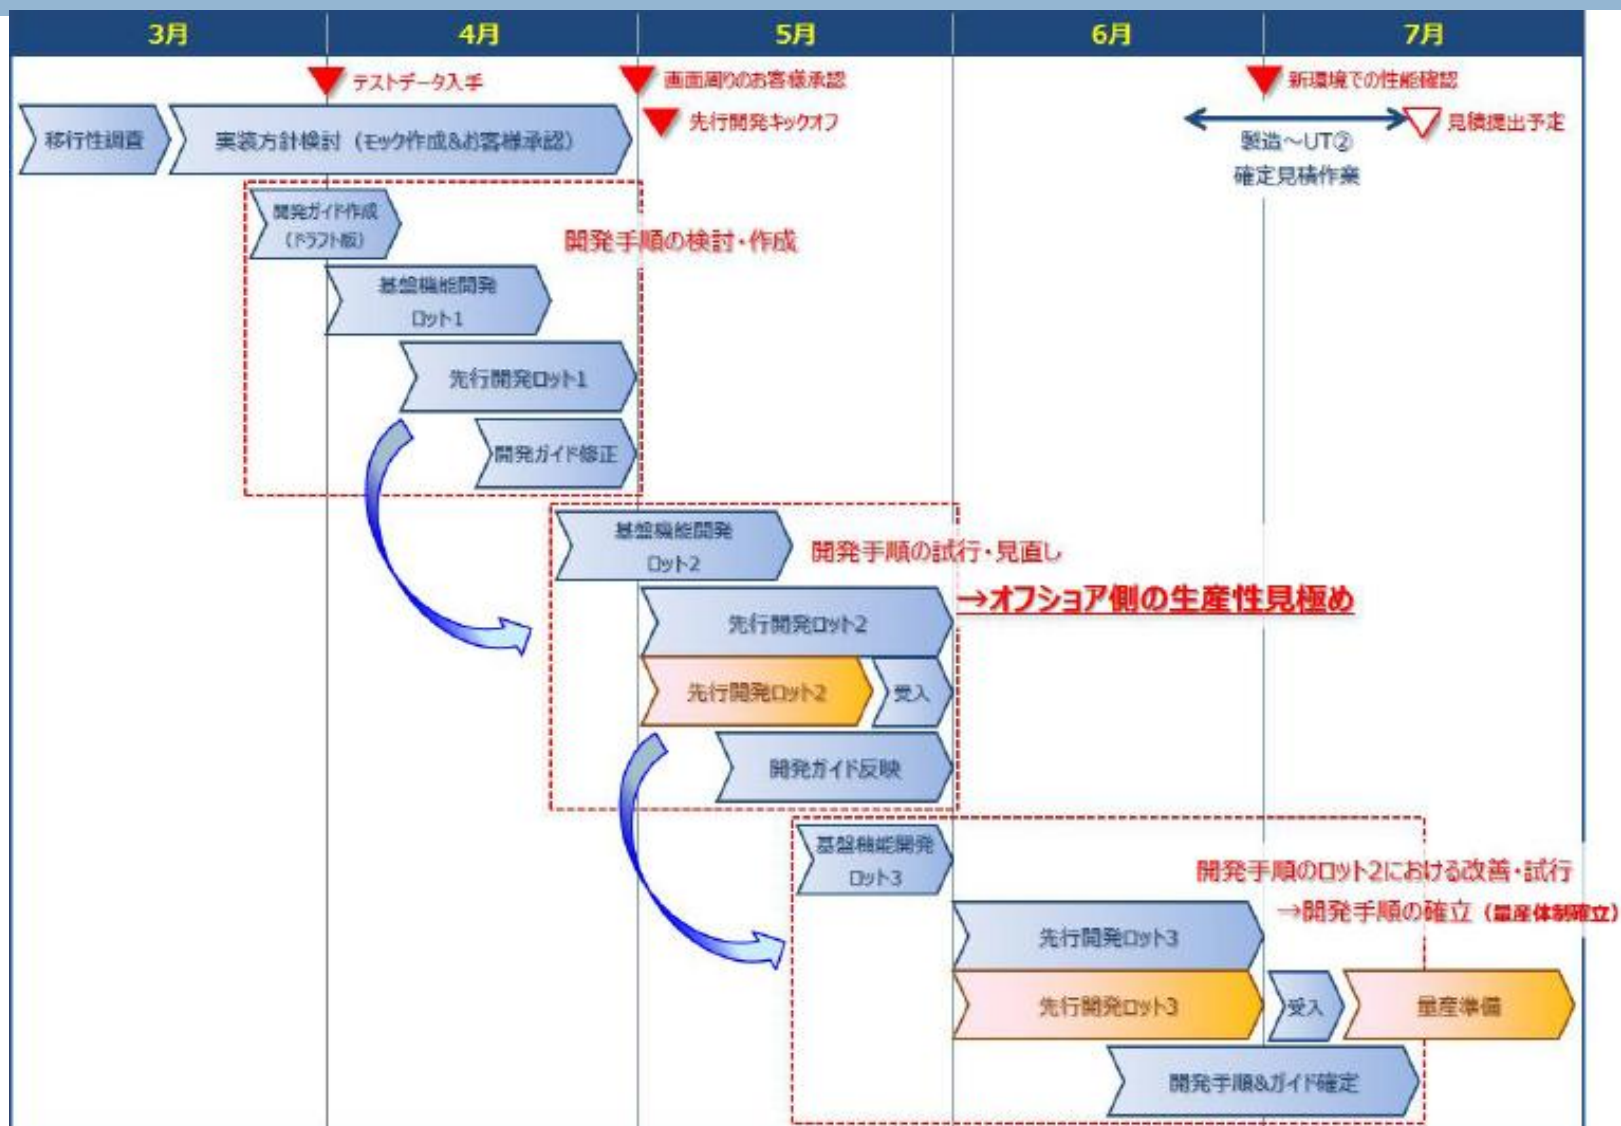 3月
4月
5月
6月
7月
テストデータ入手
画面周りのお客様承認
新環境での性能確認
先行開発キックオフ
見積提出予定
移行性調査
実装方針検討（モック作成&お客様承認）
製造～UT②
確定見積作業
開発ガイド作成
（ドラフト版）
開発手順の検討・作成
基盤機能開発
ロット1
先行開発ロット1
開発ガイド修正
基盤機能開発
ロット2
開発手順の試行・見直し
→オフショア側の生産性見極め
先行開発ロット2
先行開発ロット2
受入
開発ガイド反映
基盤機能開発
ロット3
開発手順のロット2における改善・試行
→開発手順の確立（量産体制確立）
先行開発ロット3
先行開発ロット3
受入
量産準備
開発手順&ガイド確定